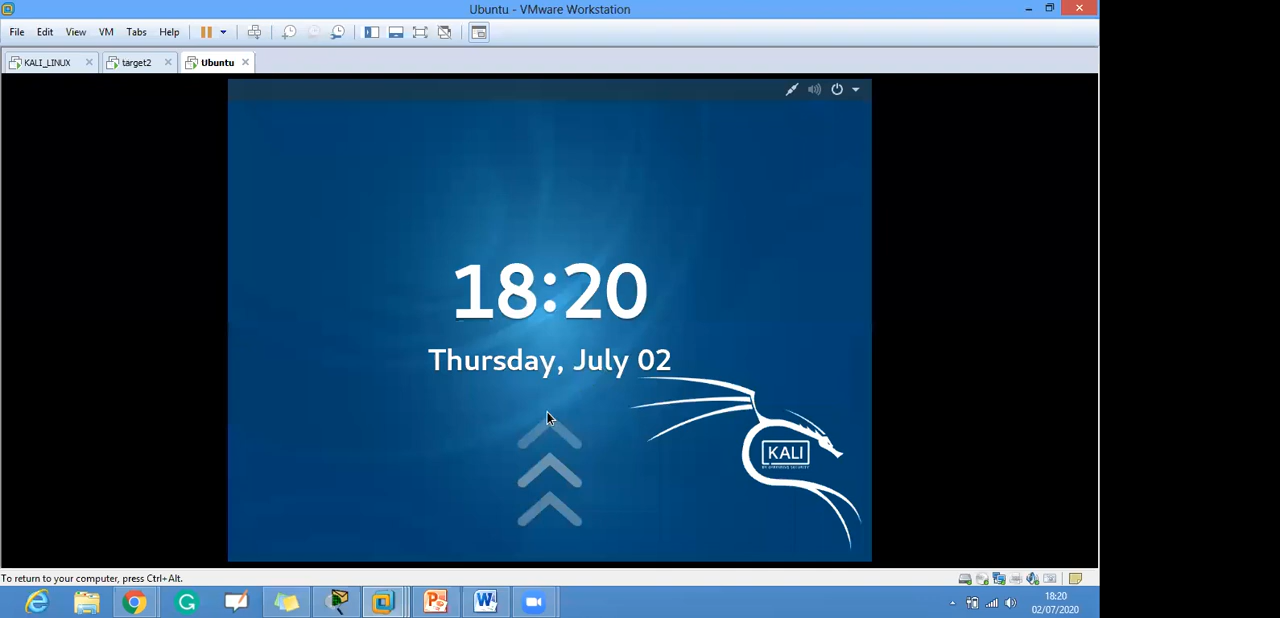 Ubuntu - VMware Workstation
File Edit View VM Tabs Help
KALI_LINUX target2 Ubuntu
18:20
Thursday, July 02
KALI
To return to your computer, press Ctrl+Alt.
18:20
02/07/2020